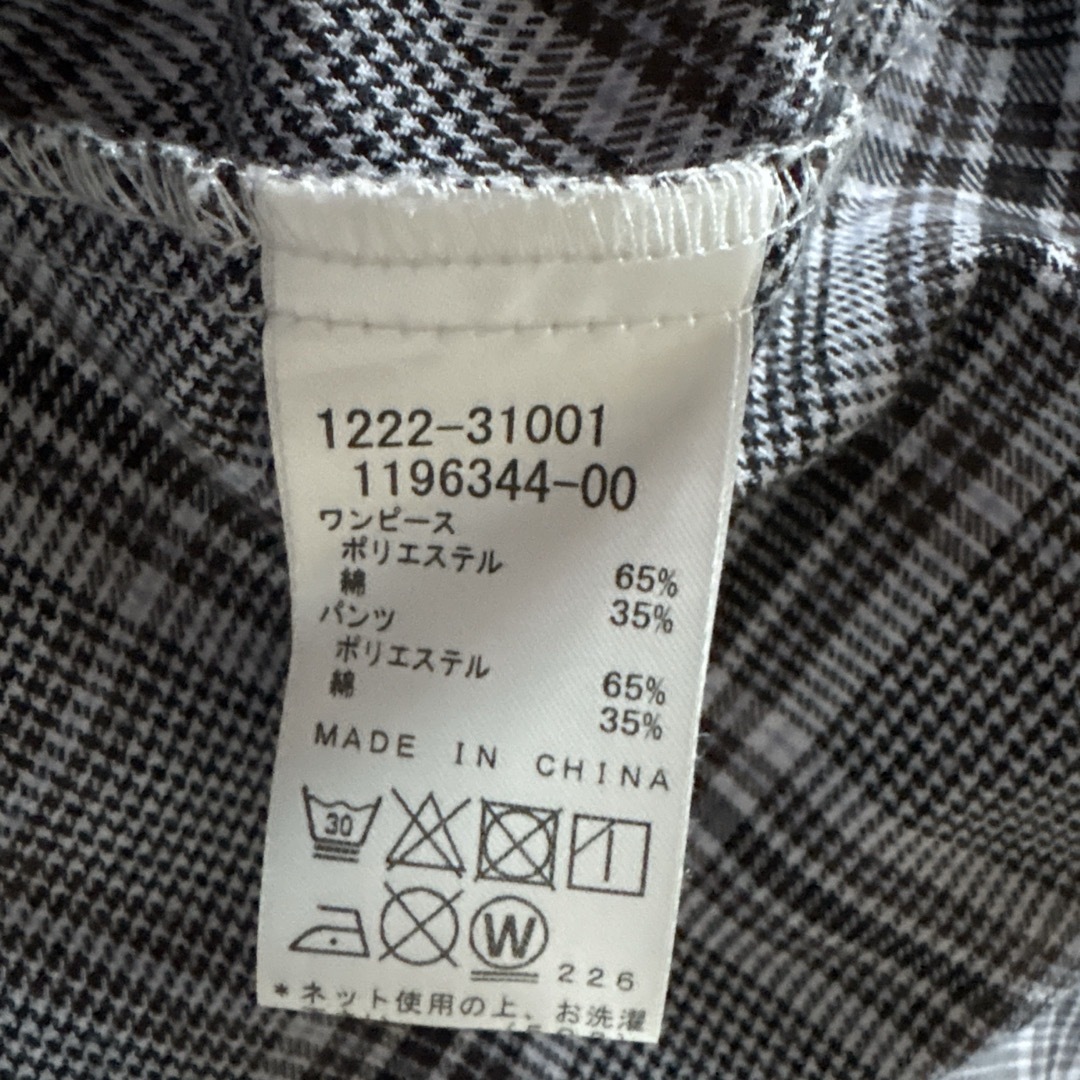 1222-31001
1196344-00
ワンピース
ポリエステル 65%
綿 35%
パンツ
ポリエステル 65%
綿 35%
MADE IN CHINA
30
W 226
*ネット使用の上、お洗濯